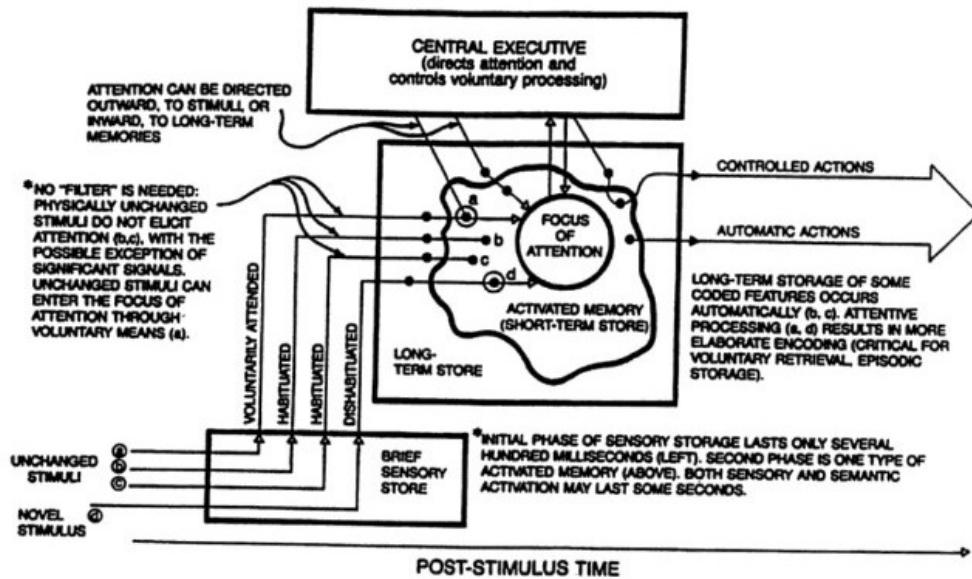 CENTRAL EXECUTIVE
(directs attention and
controls voluntary processing)
ATTENTION CAN BE DIRECTED
OUTWARD, TO STIMULI OR
INWARD, TO LONG-TERM
MEMORIES
*NO "FILTER" IS NEEDED:
PHYSICALLY UNCHANGED
STIMULI DO NOT ELICIT
ATTENTION (b,c), WITH THE
POSSIBLE EXCEPTION OF
SIGNIFICANT SIGNALS.
UNCHANGED STIMULI CAN
ENTER THE FOCUS OF
ATTENTION THROUGH
VOLUNTARY MEANS (a).
VOLUNTARILY ATTENDED
HABITUATED
HABITUATED
DISHABITUATED
a
b
c
d
FOCUS
OF
ATTENTION
ACTIVATED MEMORY
(SHORT-TERM STORE)
LONG-
TERM STORE
CONTROLLED ACTIONS
AUTOMATIC ACTIONS
LONG-TERM STORAGE OF SOME
CODED FEATURES OCCURS
AUTOMATICALLY (b, c). ATTENTIVE
PROCESSING (a, d) RESULTS IN MORE
ELABORATE ENCODING (CRITICAL FOR
VOLUNTARY RETRIEVAL, EPISODIC
STORAGE).
UNCHANGED
STIMULI
a
b
c
NOVEL
STIMULUS
d
BRIEF
SENSORY
STORE
*INITIAL PHASE OF SENSORY STORAGE LASTS ONLY SEVERAL
HUNDRED MILLISECONDS (LEFT). SECOND PHASE IS ONE TYPE OF
ACTIVATED MEMORY (ABOVE). BOTH SENSORY AND SEMANTIC
ACTIVATION MAY LAST SOME SECONDS.
POST-STIMULUS TIME